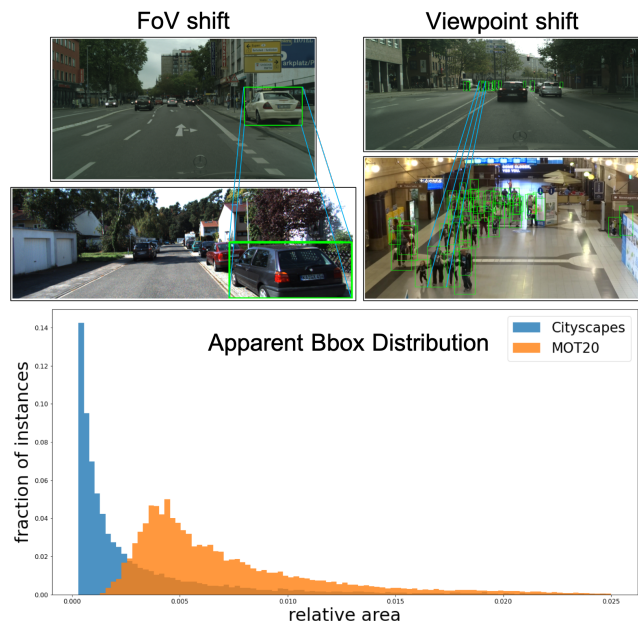 FoV shift
Viewpoint shift
arkplatz/P
Apparent Bbox Distribution
Cityscapes
MOT20
fraction of instances
0.14
0.12
0.10
0.08
0.06
0.04
0.02
0.00
0.000
0.005
0.010
0.015
0.020
0.025
relative area